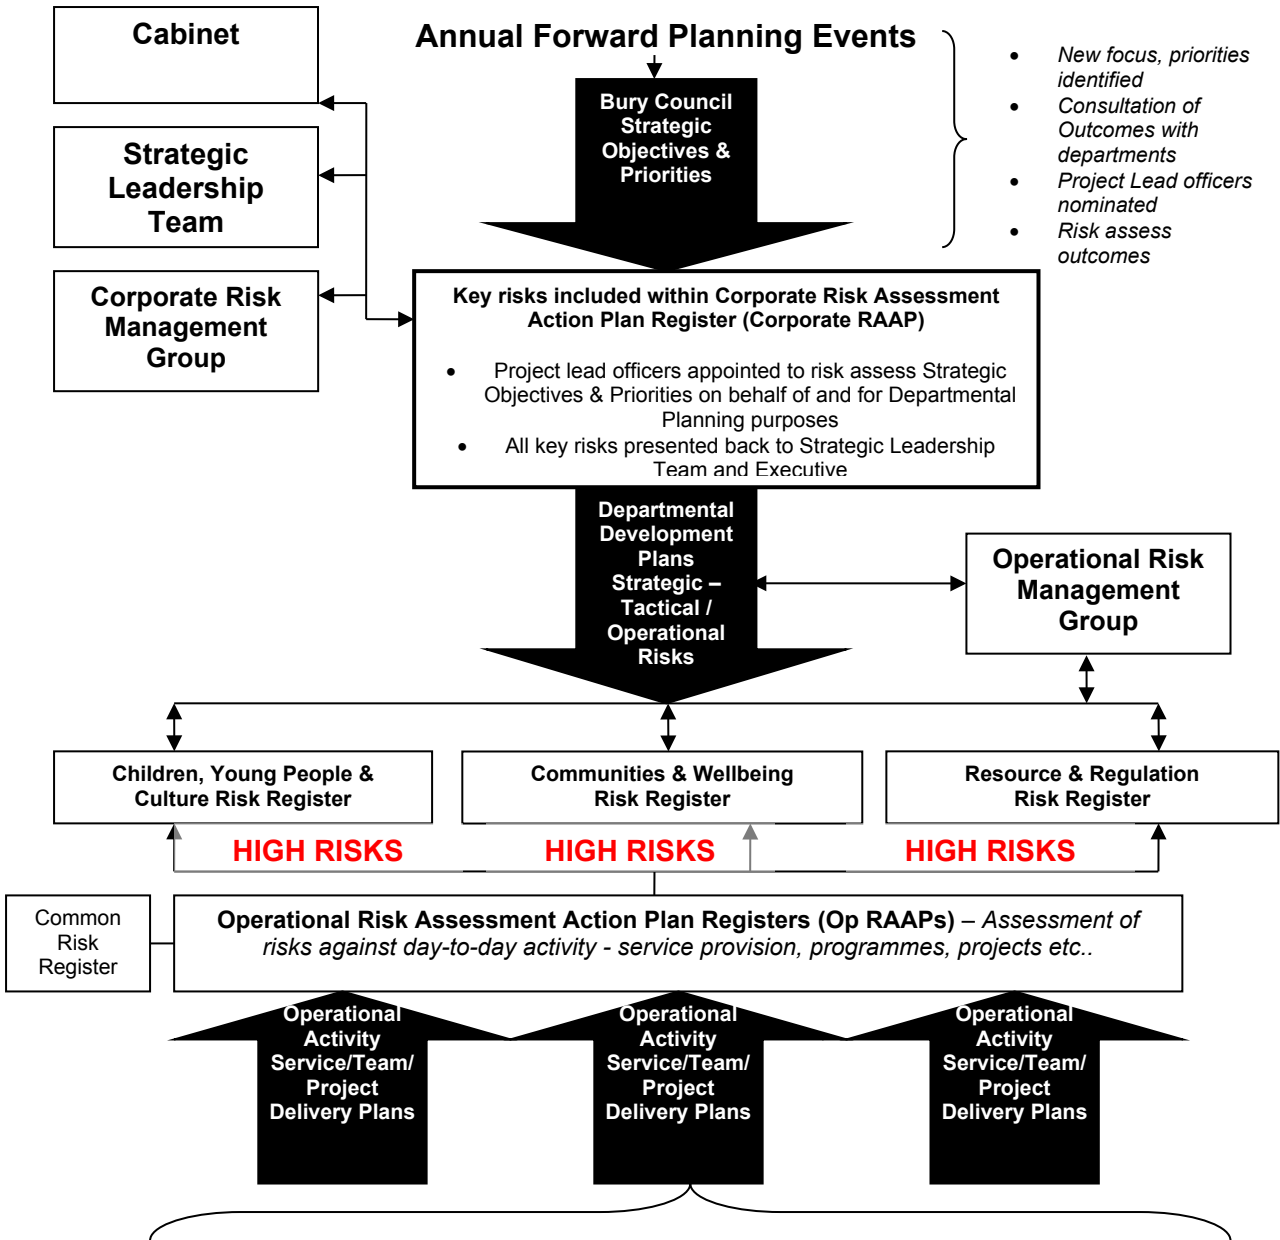 Cabinet
Annual Forward Planning Events
• New focus, priorities
identified
• Consultation of
Outcomes with
departments
• Project Lead officers
nominated
• Risk assess
outcomes
Bury Council
Strategic
Objectives &
Priorities
Strategic
Leadership
Team
Corporate Risk
Management
Group
Key risks included within Corporate Risk Assessment
Action Plan Register (Corporate RAAP)
• Project lead officers appointed to risk assess Strategic
Objectives & Priorities on behalf of and for Departmental
Planning purposes
• All key risks presented back to Strategic Leadership
Team and Executive
Departmental
Development
Plans
Strategic –
Tactical /
Operational
Risks
Operational Risk
Management
Group
Children, Young People &
Culture Risk Register
Communities & Wellbeing
Risk Register
Resource & Regulation
Risk Register
HIGH RISKS
HIGH RISKS
HIGH RISKS
Common
Risk
Register
Operational Risk Assessment Action Plan Registers (Op RAAPs) – Assessment of
risks against day-to-day activity - service provision, programmes, projects etc..
Operational
Activity
Service/Team/
Project
Delivery Plans
Operational
Activity
Service/Team/
Project
Delivery Plans
Operational
Activity
Service/Team/
Project
Delivery Plans